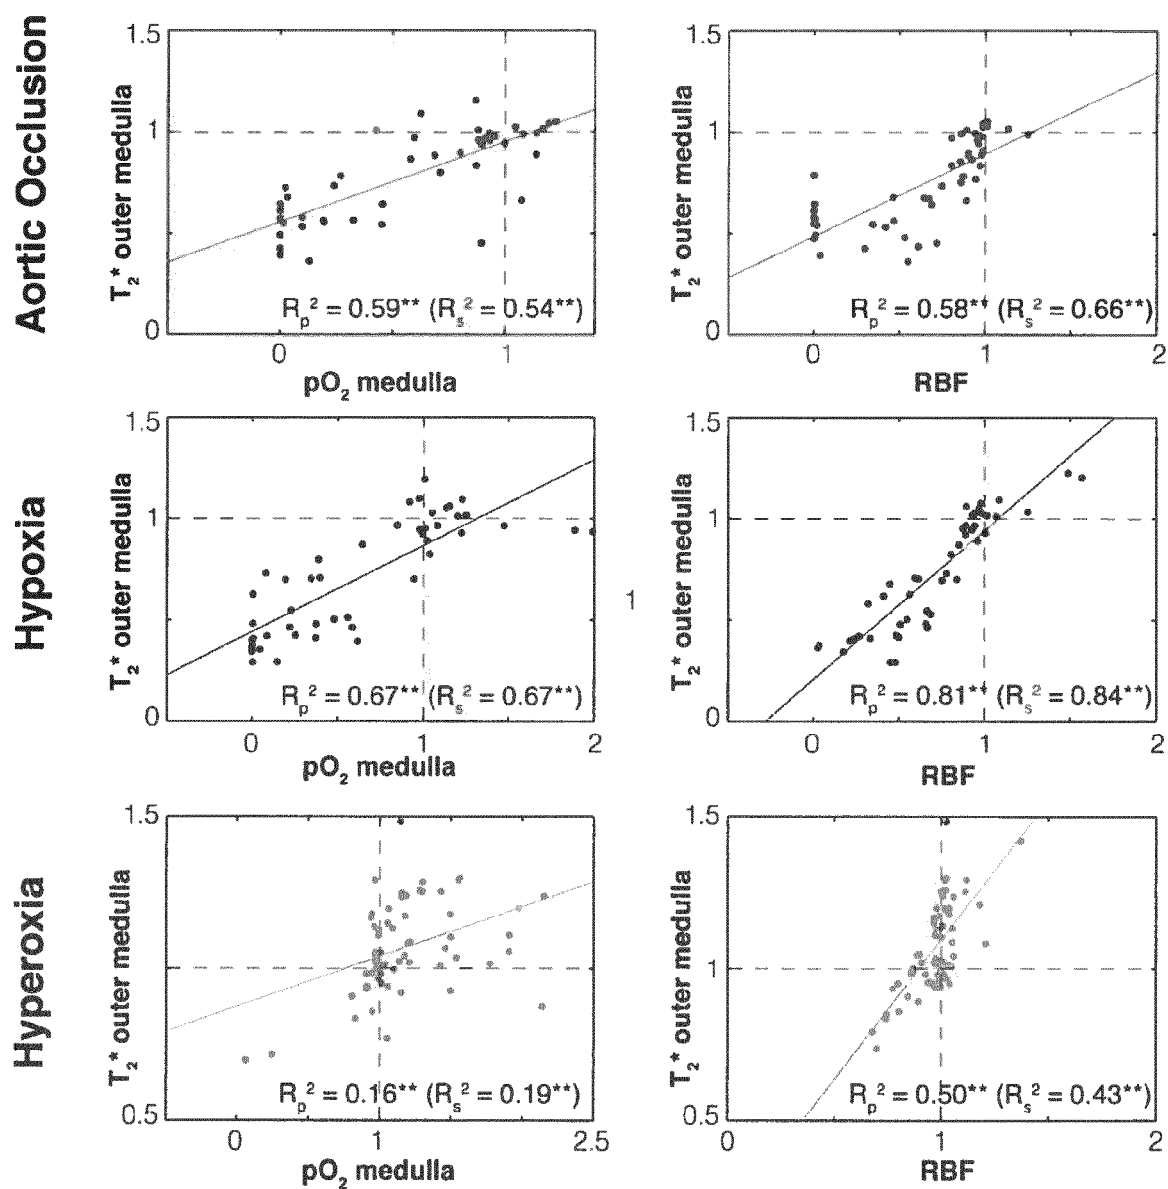 Aortic Occlusion
1.5
1
0
T₂* outer medulla
Rₚ² = 0.59** (Rₛ² = 0.54**)
0 1
pO₂ medulla
1.5
1
0
T₂* outer medulla
Rₚ² = 0.58** (Rₛ² = 0.66**)
0 1 2
RBF
Hypoxia
1.5
1
0
T₂* outer medulla
Rₚ² = 0.67** (Rₛ² = 0.67**)
0 1 2
pO₂ medulla
1
1.5
1
0
T₂* outer medulla
Rₚ² = 0.81** (Rₛ² = 0.84**)
0 1 2
RBF
Hyperoxia
1.5
1
0.5
T₂* outer medulla
Rₚ² = 0.16** (Rₛ² = 0.19**)
0 1 2.5
pO₂ medulla
1.5
1
0.5
T₂* outer medulla
Rₚ² = 0.50** (Rₛ² = 0.43**)
0 1 2
RBF